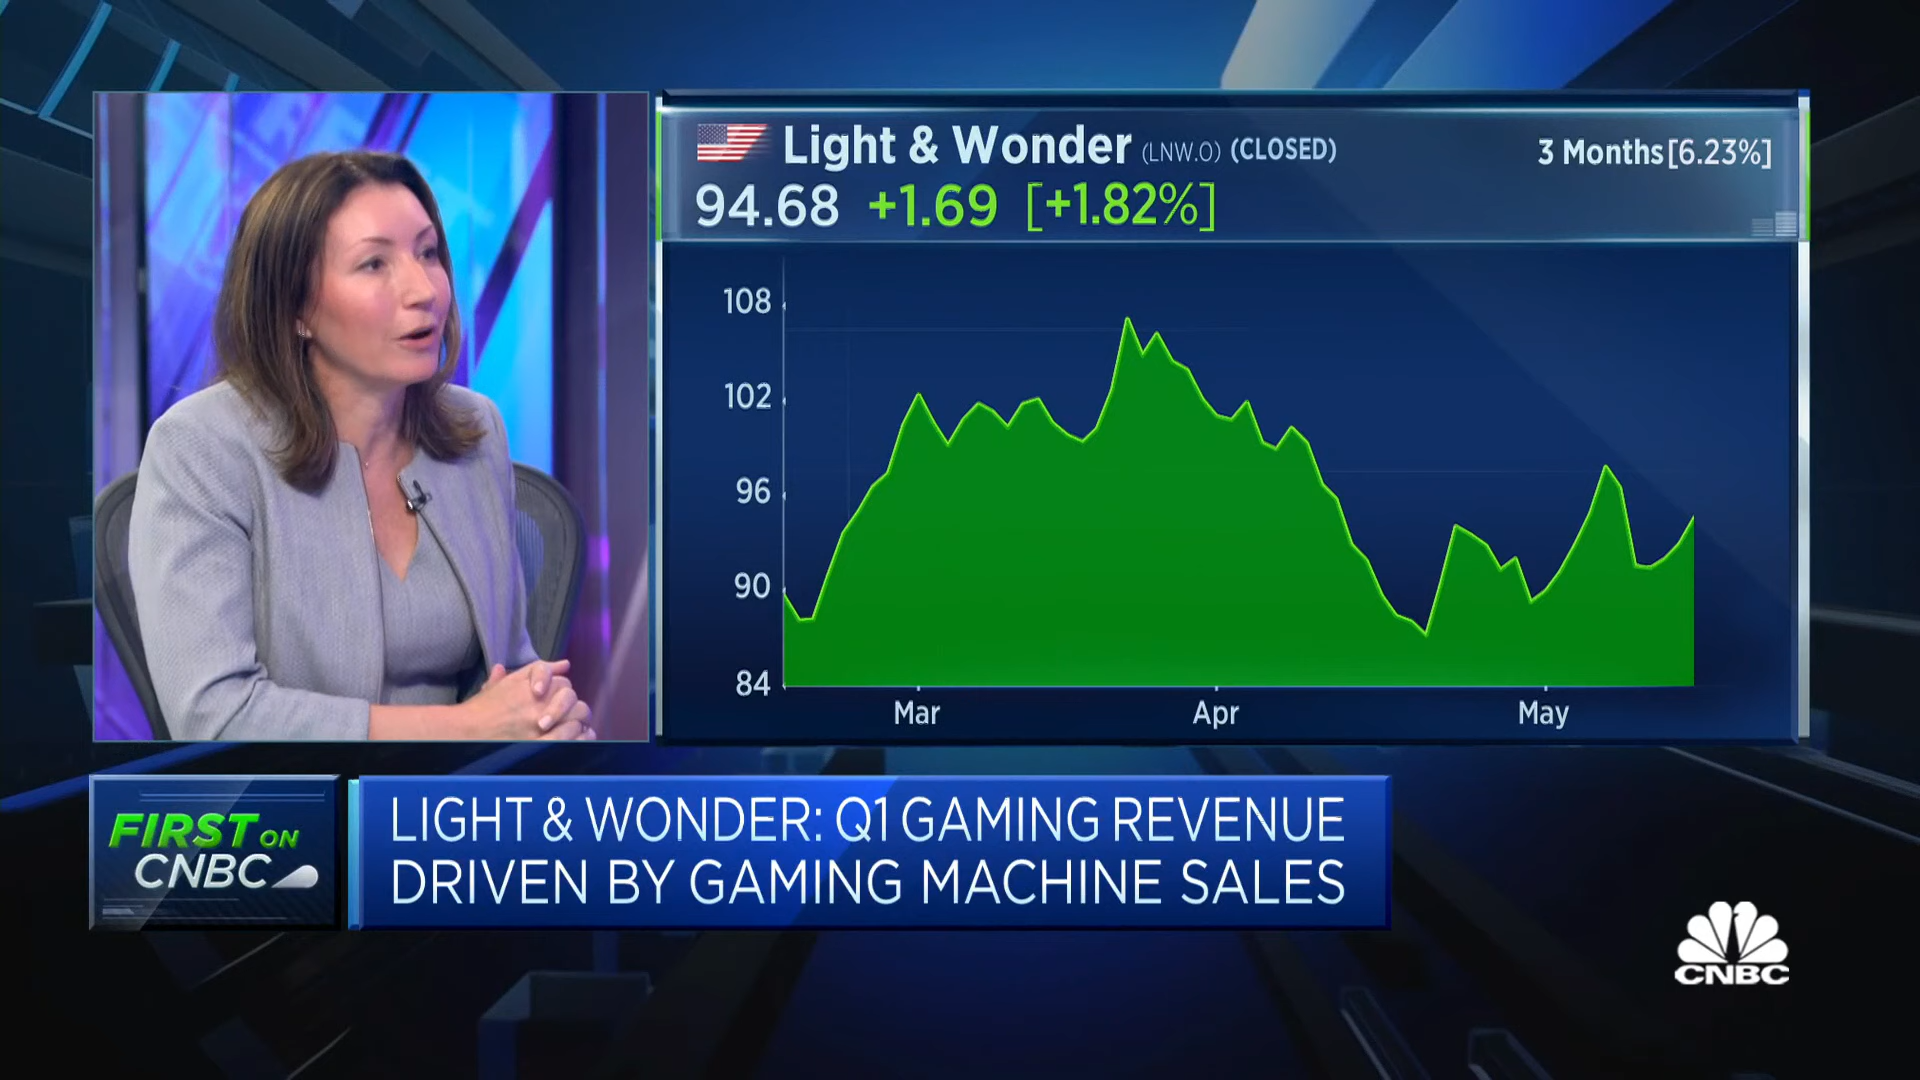 Light & Wonder (LNW.O) (CLOSED)
3 Months [6.23%]
94.68 +1.69 [+1.82%]
108
102
96
90
84
Mar Apr May
FIRST ON
CNBC
LIGHT & WONDER: Q1 GAMING REVENUE
DRIVEN BY GAMING MACHINE SALES
CNBC